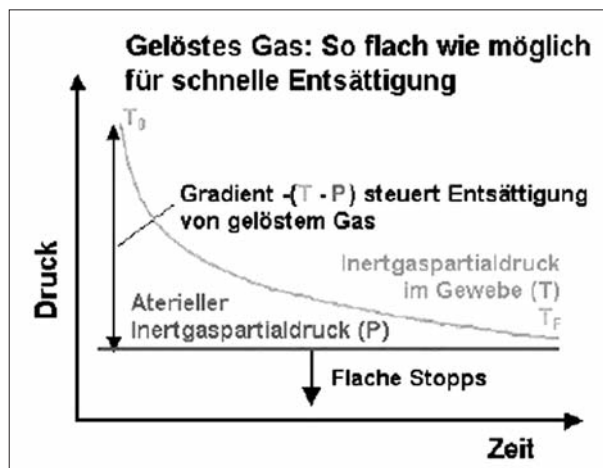 Gelöstes Gas: So flach wie möglich
für schnelle Entsättigung
T₀
Gradient -(T - P) steuert Entsättigung
von gelöstem Gas
Inertgaspartialdruck
im Gewebe (T)
Aterieller
Inertgaspartialdruck (P)
T_F
Flache Stopps
Druck
Zeit